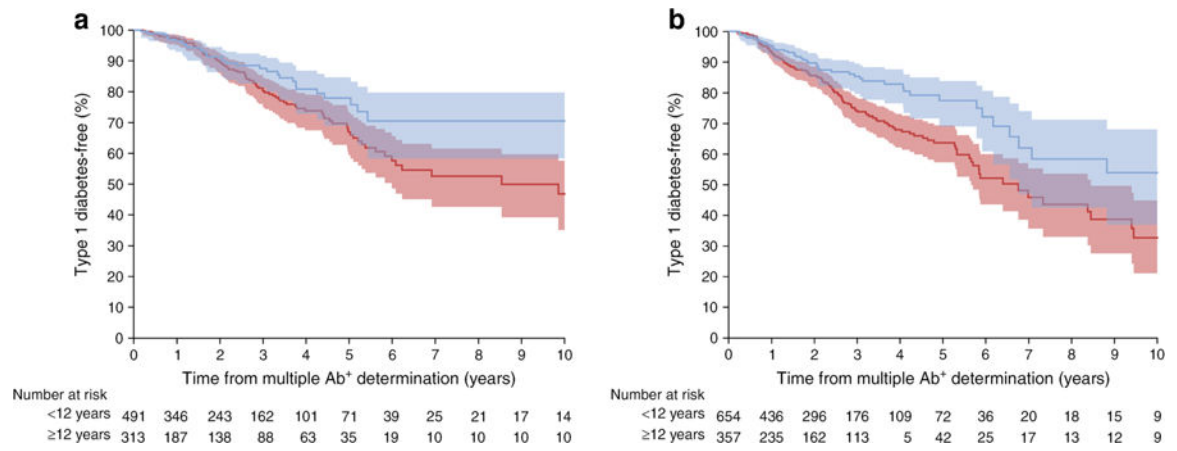 a
100
90
80
70
60
50
40
30
20
10
0
Type 1 diabetes-free (%)
0 1 2 3 4 5 6 7 8 9 10
Time from multiple Ab⁺ determination (years)
Number at risk
<12 years 491 346 243 162 101 71 39 25 21 17 14
≥12 years 313 187 138 88 63 35 19 10 10 10 10
b
100
90
80
70
60
50
40
30
20
10
0
Type 1 diabetes-free (%)
0 1 2 3 4 5 6 7 8 9 10
Time from multiple Ab⁺ determination (years)
Number at risk
<12 years 654 436 296 176 109 72 36 20 18 15 9
≥12 years 357 235 162 113 5 42 25 17 13 12 9